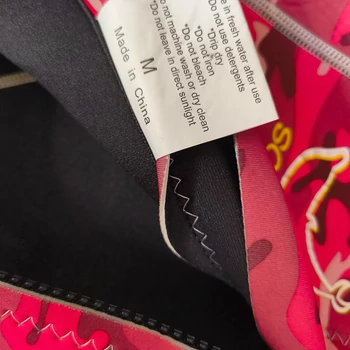 e in fresh water after use
Do not use detergents
*Drip dry
*Do not iron
*Do not bleach
Do not machine wash or dry clean
*Do not leave in direct sunlight
M
Made in China